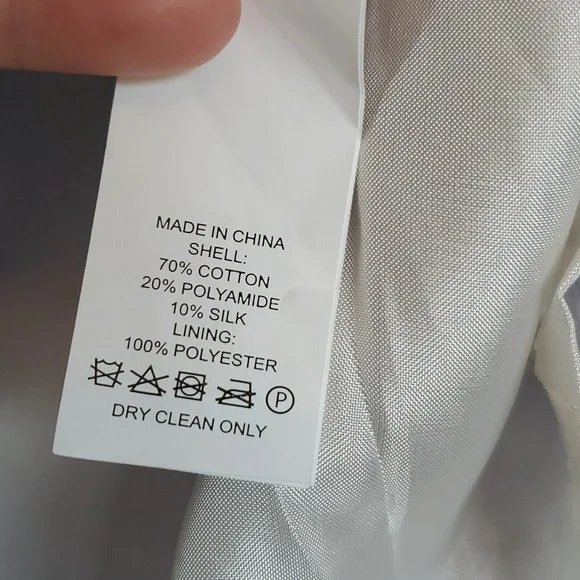 MADE IN CHINA
SHELL:
70% COTTON
20% POLYAMIDE
10% SILK
LINING:
100% POLYESTER
P
DRY CLEAN ONLY